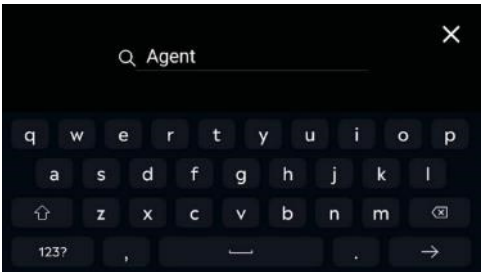 Agent
q w e r t y u i o p
a s d f g h j k l
z x c v b n m
123? , .